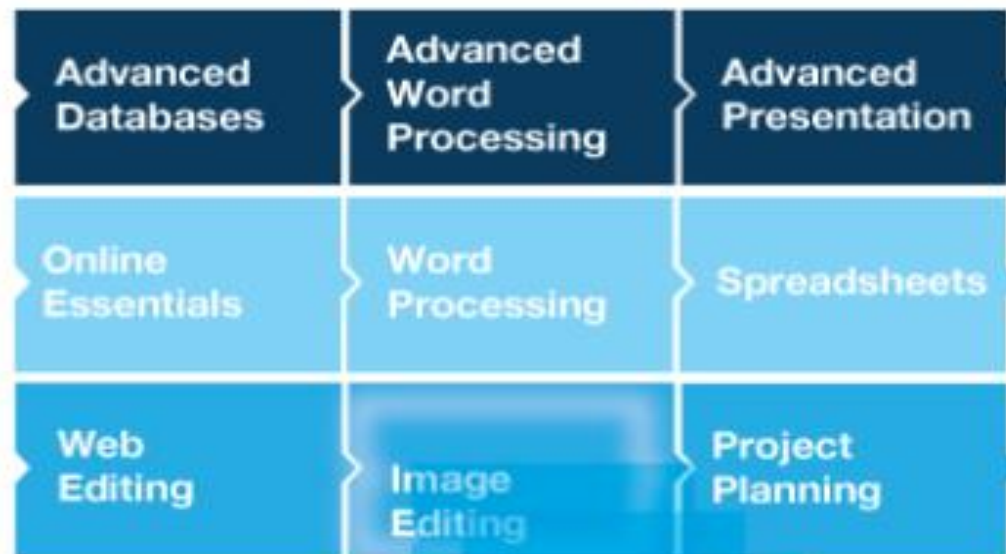 Advanced
Databases
Advanced
Word
Processing
Advanced
Presentation
Online
Essentials
Word
Processing
Spreadsheets
Web
Editing
Image
Editing
Project
Planning